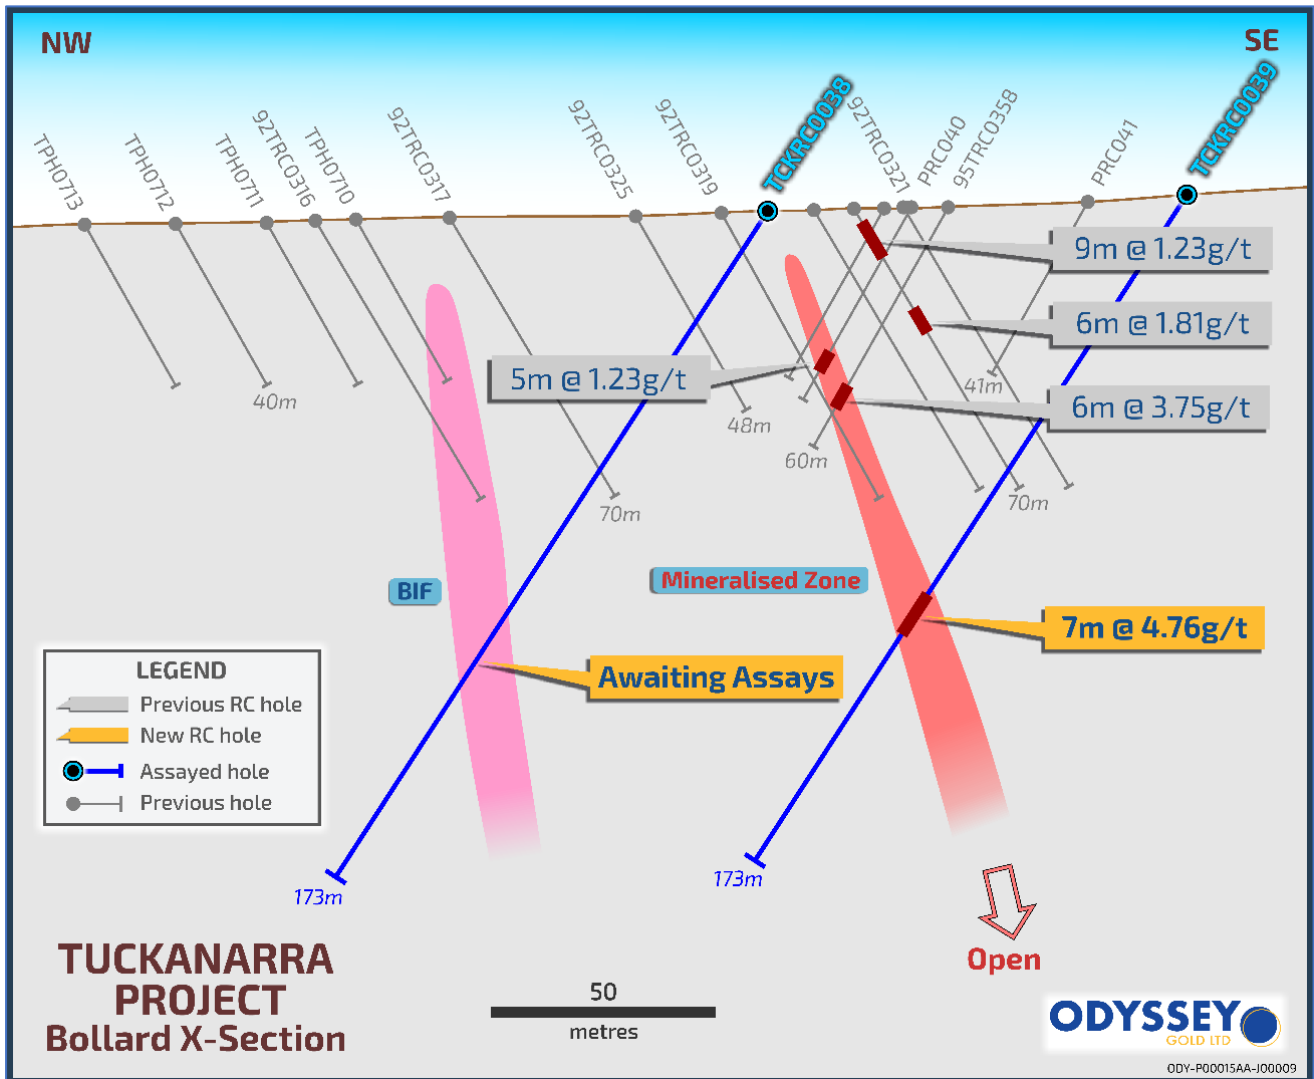 NW
SE
TPH0713
TPH0712
TPH0711
92TRC0316
TPH0710
92TRC0317
92TRC0325
92TRC0319
TCKRC0038
92TRC0321
PRC040
95TRC0358
PRC041
TCKRC0039
9m @ 1.23g/t
6m @ 1.81g/t
5m @ 1.23g/t
6m @ 3.75g/t
40m
48m
41m
60m
70m
70m
BIF
Mineralised Zone
7m @ 4.76g/t
Awaiting Assays
LEGEND
Previous RC hole
New RC hole
Assayed hole
Previous hole
173m
173m
Open
TUCKANARRA
PROJECT
Bollard X-Section
50
metres
ODYSSEY
GOLD LTD
ODY-P00015AA-J00009